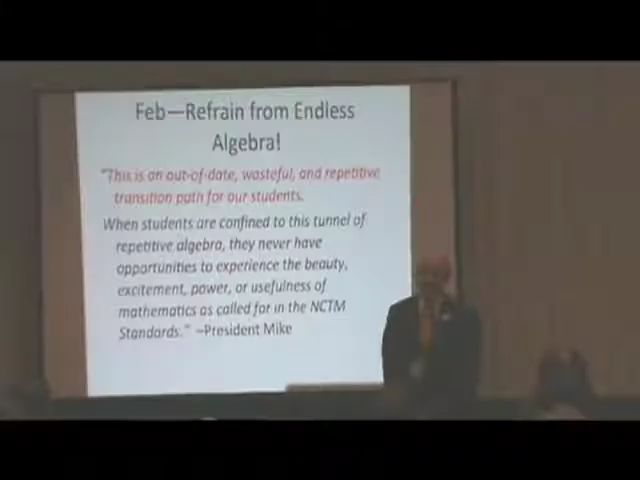 Feb—Refrain from Endless
Algebra!
"This is an out-of-date, wasteful, and repetitive
transition path for our students.
When students are confined to this tunnel of
repetitive algebra, they never have
opportunities to experience the beauty,
excitement, power, or usefulness of
mathematics as called for in the NCTM
Standards." –President Mike